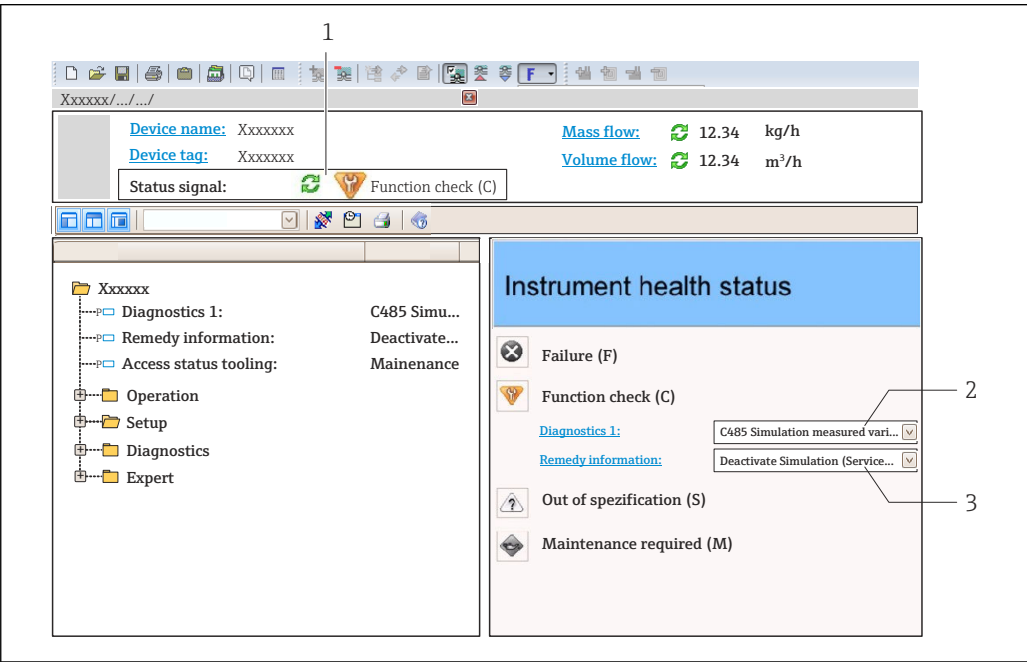 1
F
Xxxxxx/.../.../
Device name: Xxxxxxx
Mass flow: 12.34 kg/h
Device tag: Xxxxxxx
Volume flow: 12.34 m³/h
Status signal: Function check (C)
Xxxxxx
Diagnostics 1: C485 Simu...
Remedy information: Deactivate...
Access status tooling: Mainenance
Operation
Setup
Diagnostics
Expert
Instrument health status
Failure (F)
Function check (C)
2
Diagnostics 1: C485 Simulation measured vari...
Remedy information: Deactivate Simulation (Service...
3
Out of spezification (S)
Maintenance required (M)